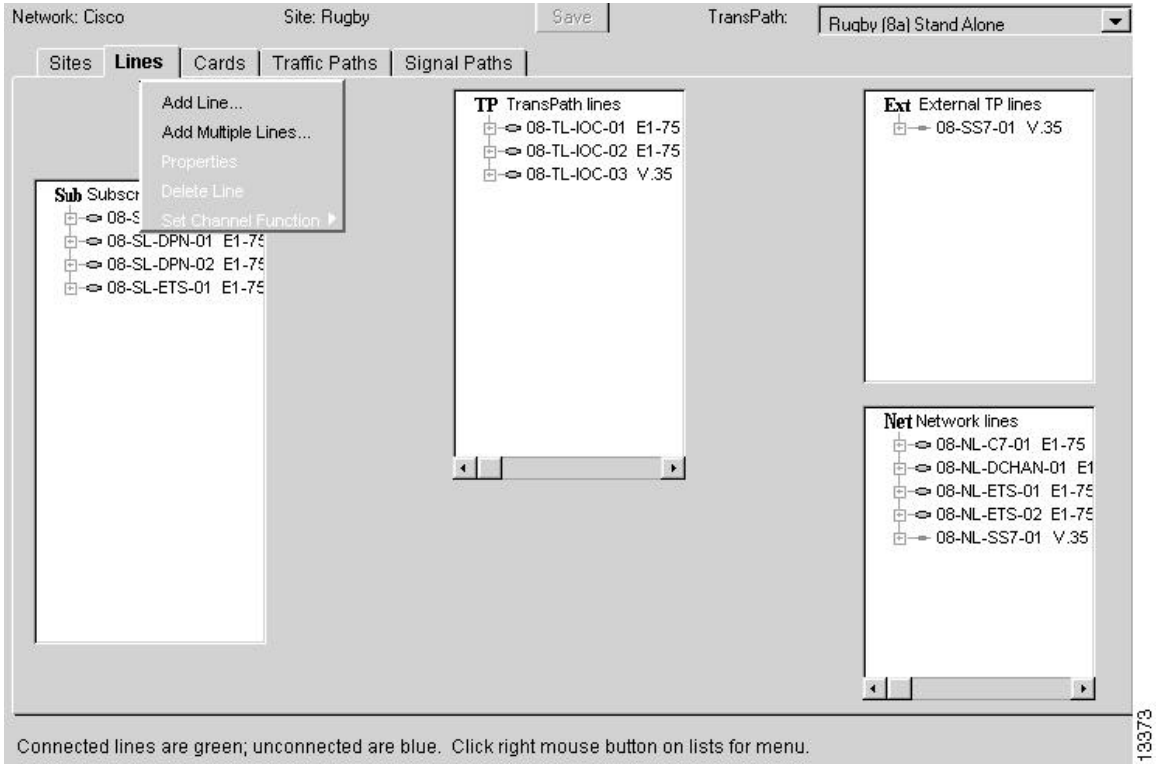 Network: Cisco
Site: Rugby
Save
TransPath:
Rugby (8a) Stand Alone
Sites
Lines
Cards
Traffic Paths
Signal Paths
Add Line...
Add Multiple Lines...
Properties
Delete Line
Set Channel Function
Sub Subscr
08-S
08-SL-DPN-01 E1-75
08-SL-DPN-02 E1-75
08-SL-ETS-01 E1-75
TP TransPath lines
08-TL-IOC-01 E1-75
08-TL-IOC-02 E1-75
08-TL-IOC-03 V.35
Ext External TP lines
08-SS7-01 V.35
Net Network lines
08-NL-C7-01 E1-75
08-NL-DCHAN-01 E1
08-NL-ETS-01 E1-75
08-NL-ETS-02 E1-75
08-NL-SS7-01 V.35
Connected lines are green; unconnected are blue. Click right mouse button on lists for menu.
13373